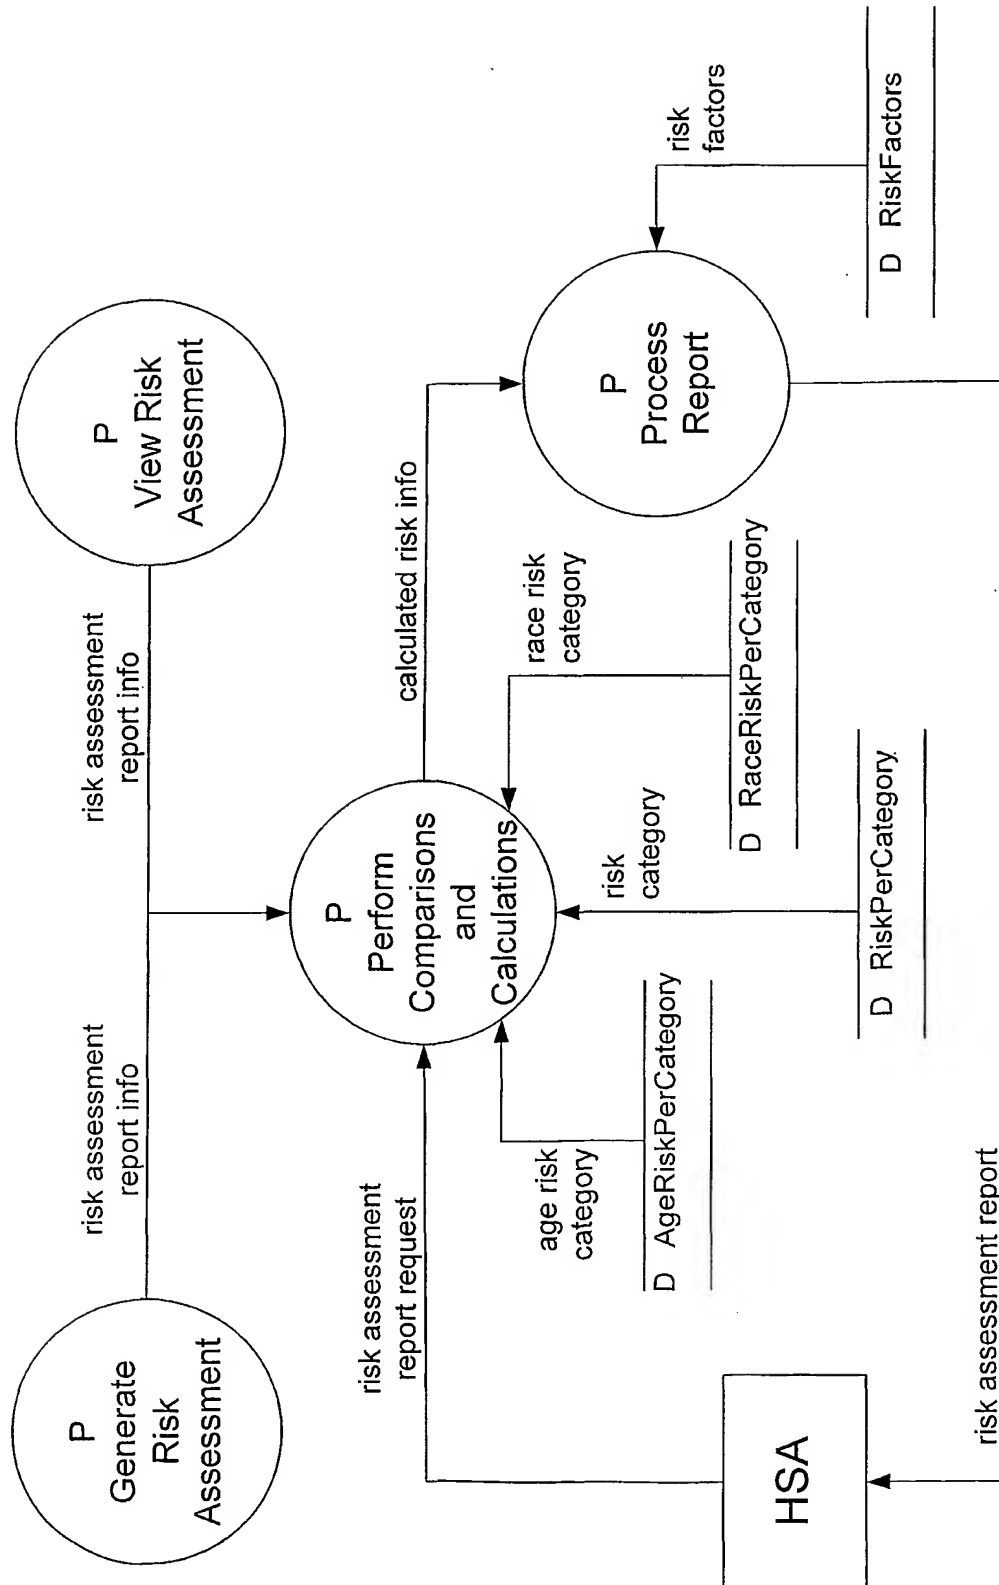 P
Generate
Risk
Assessment
risk assessment
report info
risk assessment
report info
P
View Risk
Assessment
risk assessment
report request
P
Perform
Comparisons
and
Calculations
calculated risk info
age risk
category
risk
category
race risk
category
P
Process
Report
risk
factors
HSA
D AgeRiskPerCategory
D RiskPerCategory
D RaceRiskPerCategory
D RiskFactors
risk assessment report